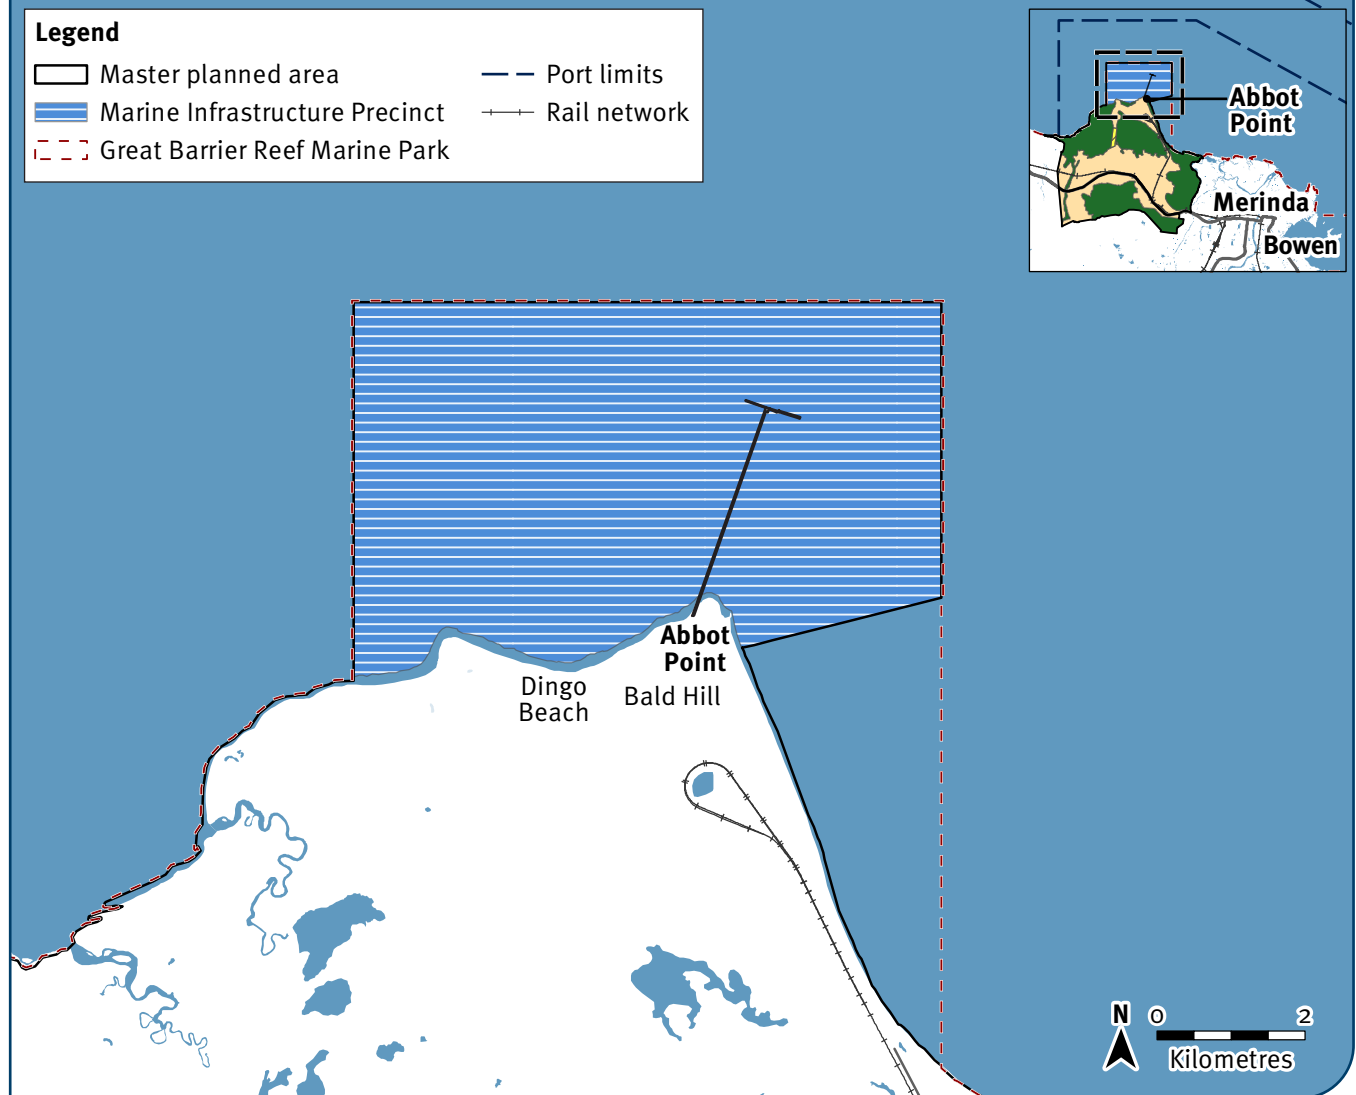 Legend
Master planned area
Marine Infrastructure Precinct
Great Barrier Reef Marine Park
Port limits
Rail network
Abbot
Point
Merinda
Bowen
Abbot
Point
Dingo
Beach
Bald Hill
N
0 2
Kilometres